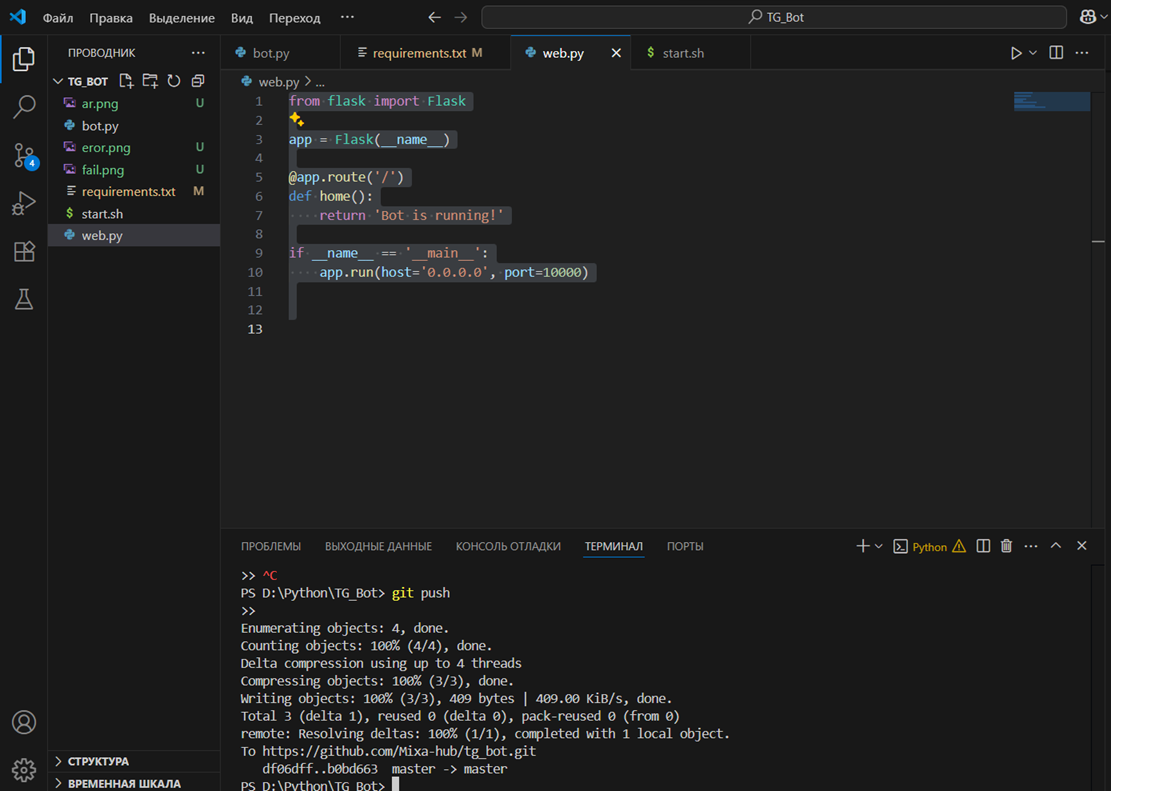 Файл Правка Выделение Вид Переход ··· TG_Bot
ПРОВОДНИК ···
TG_BOT
ar.png U
bot.py
eror.png U
fail.png U
requirements.txt M
start.sh
web.py
4
СТРУКТУРА
ВРЕМЕННАЯ ШКАЛА
bot.py requirements.txt M web.py start.sh
web.py > ...
1 from flask import Flask
2
3 app = Flask(__name__)
4
5 @app.route('/')
6 def home():
7 ····return 'Bot is running!'
8
9 if __name__ == '__main__':
10 ····app.run(host='0.0.0.0', port=10000)
11
12
13
ПРОБЛЕМЫ ВЫХОДНЫЕ ДАННЫЕ КОНСОЛЬ ОТЛАДКИ ТЕРМИНАЛ ПОРТЫ Python
>> ^C
PS D:\Python\TG_Bot> git push
>>
Enumerating objects: 4, done.
Counting objects: 100% (4/4), done.
Delta compression using up to 4 threads
Compressing objects: 100% (3/3), done.
Writing objects: 100% (3/3), 409 bytes | 409.00 KiB/s, done.
Total 3 (delta 1), reused 0 (delta 0), pack-reused 0 (from 0)
remote: Resolving deltas: 100% (1/1), completed with 1 local object.
To https://github.com/Mixa-hub/tg_bot.git
df06dff..b0bd663 master -> master
PS D:\Python\TG_Bot>